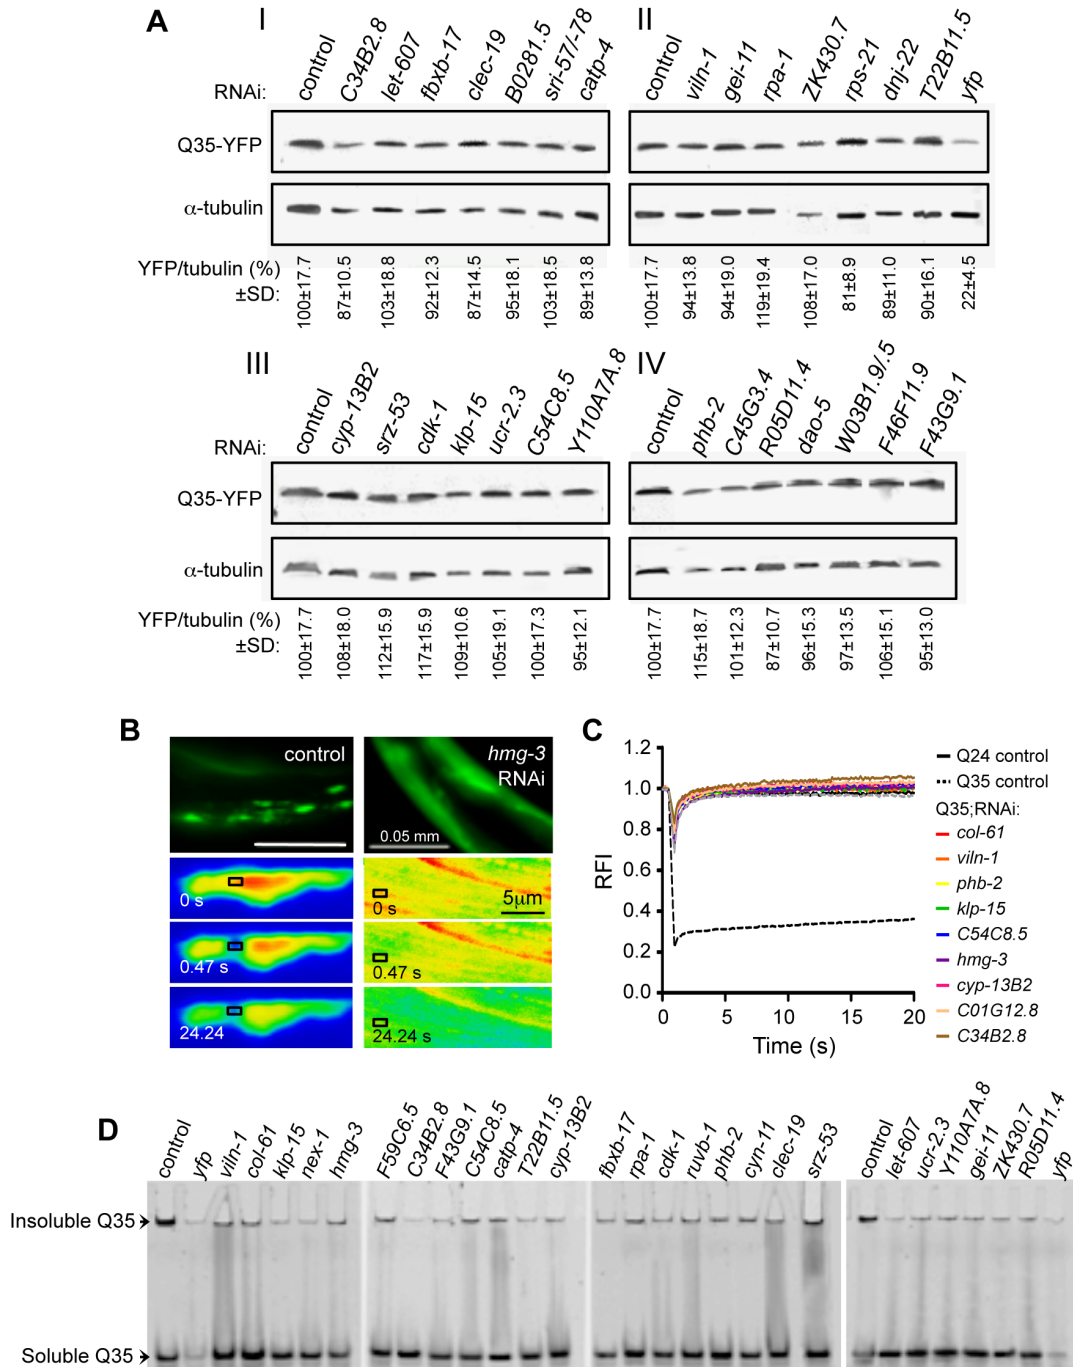 A
I
RNAi: control C34B2.8 let-607 fbxb-17 clec-19 B0281.5 sri-57/-78 catp-4
Q35-YFP
α-tubulin
YFP/tubulin (%)
±SD:
100±17.7 87±10.5 103±18.8 92±12.3 87±14.5 95±18.1 103±18.5 89±13.8
II
control viln-1 gei-11 rpa-1 ZK430.7 rps-21 dnj-22 T22B11.5 yfp
100±17.7 94±13.8 94±19.0 119±19.4 108±17.0 81±8.9 89±11.0 90±16.1 22±4.5
III
RNAi: control cyp-13B2 srz-53 cdk-1 klp-15 ucr-2.3 C54C8.5 Y110A7A.8
Q35-YFP
α-tubulin
YFP/tubulin (%)
±SD:
100±17.7 108±18.0 112±15.9 117±15.9 109±10.6 105±19.1 100±17.3 95±12.1
IV
control phb-2 C45G3.4 R05D11.4 dao-5 W03B1.9/.5 F46F11.9 F43G9.1
100±17.7 115±18.7 101±12.3 87±10.7 96±15.3 97±13.5 106±15.1 95±13.0
B
control
hmg-3
RNAi
0.05 mm
0 s
0.47 s
24.24
0 s
5μm
0.47 s
24.24 s
C
1.2
1.0
0.8
0.6
0.4
0.2
0.0
RFI
0 5 10 15 20
Time (s)
Q24 control
Q35 control
Q35;RNAi:
col-61
viln-1
phb-2
klp-15
C54C8.5
hmg-3
cyp-13B2
C01G12.8
C34B2.8
D
control yfp viln-1 col-61 klp-15 nex-1 hmg-3
F59C6.5 C34B2.8 F43G9.1 C54C8.5 catp-4 T22B11.5 cyp-13B2
fbxb-17 rpa-1 cdk-1 ruvb-1 phb-2 cyn-11 clec-19 srz-53
control let-607 ucr-2.3 Y110A7A.8 gei-11 ZK430.7 R05D11.4 yfp
Insoluble Q35
Soluble Q35